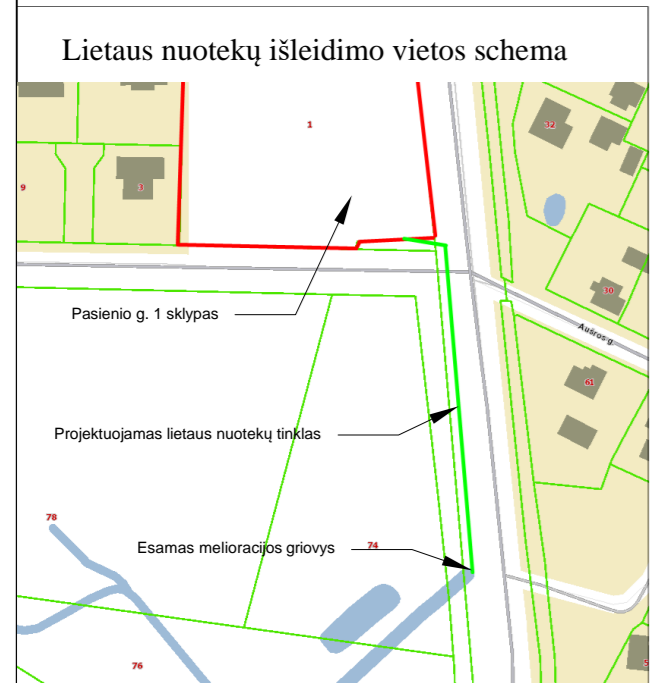 Lietaus nuotekų išleidimo vietos schema
1
32
9
3
30
Pasienio g. 1 sklypas
Aušros g.
61
Projektuojamas lietaus nuotekų tinklas
78
Esamas melioracijos griovys
74
76
5